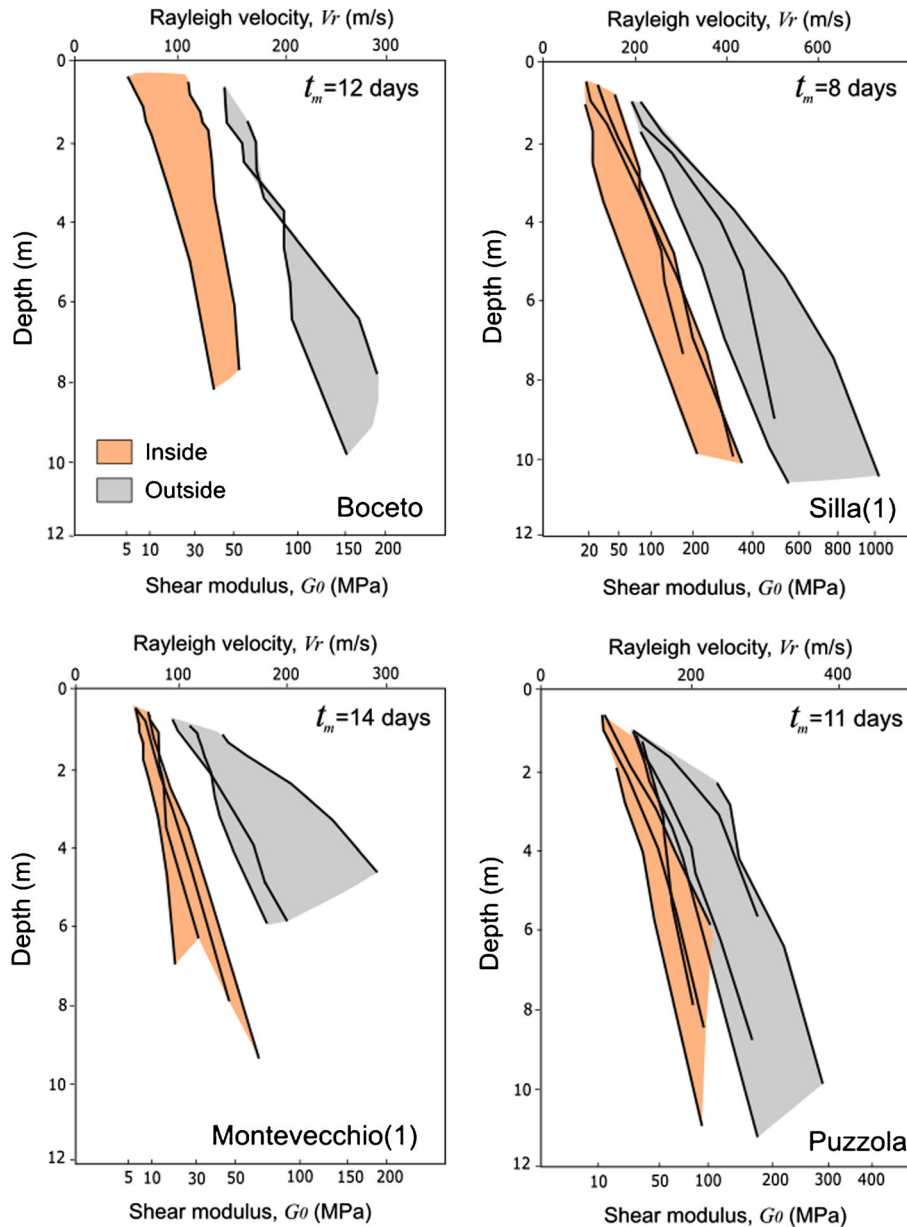 Rayleigh velocity, Vr (m/s)
0 100 200 300
Depth (m)
0
2
4
6
8
10
12
tm=12 days
Inside
Outside
Boceto
5 10 30 50 100 150 200
Shear modulus, G0 (MPa)
Rayleigh velocity, Vr (m/s)
0 200 400 600
Depth (m)
0
2
4
6
8
10
12
tm=8 days
Silla(1)
20 50 100 200 400 600 800 1000
Shear modulus, G0 (MPa)
Rayleigh velocity, Vr (m/s)
0 100 200 300
Depth (m)
0
2
4
6
8
10
12
tm=14 days
Montevecchio(1)
5 10 30 50 100 150 200
Shear modulus, G0 (MPa)
Rayleigh velocity, Vr (m/s)
0 200 400
Depth (m)
0
2
4
6
8
10
12
tm=11 days
Puzzola
10 50 100 200 300 400
Shear modulus, G0 (MPa)